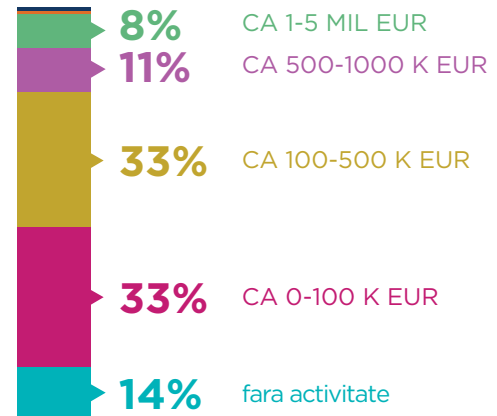 8% CA 1-5 MIL EUR
11% CA 500-1000 K EUR
33% CA 100-500 K EUR
33% CA 0-100 K EUR
14% fara activitate